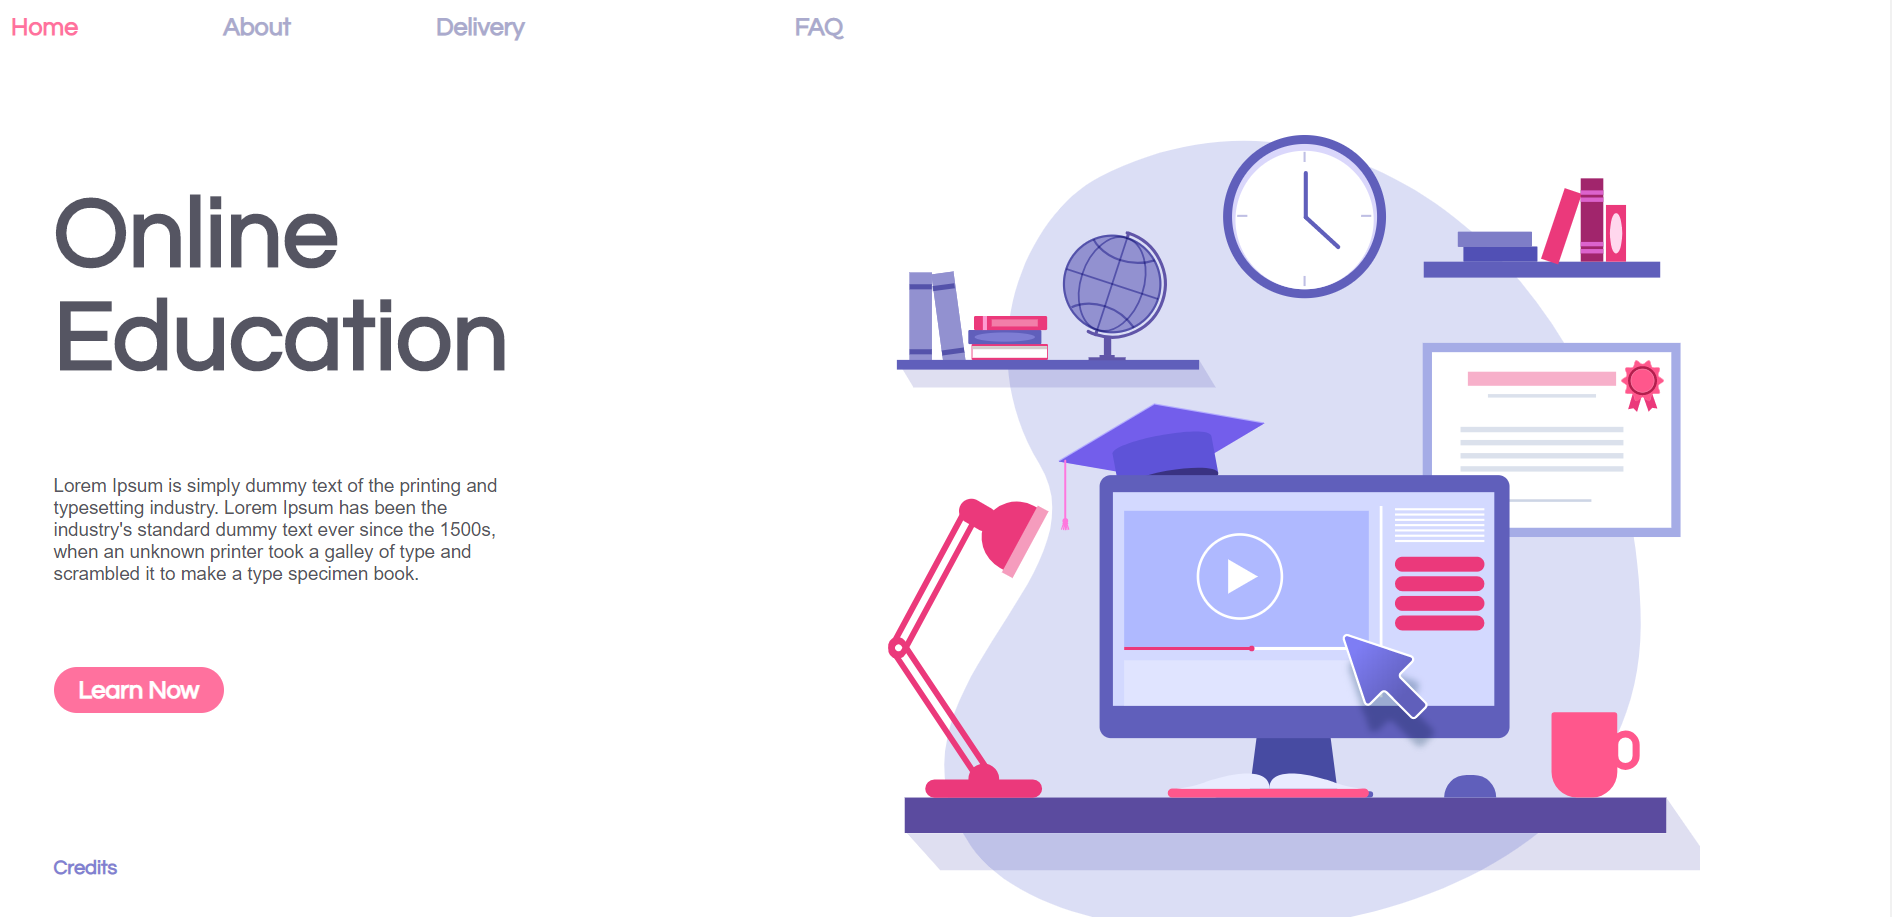 Home About Delivery FAQ
Online
Education
Lorem Ipsum is simply dummy text of the printing and
typesetting industry. Lorem Ipsum has been the
industry's standard dummy text ever since the 1500s,
when an unknown printer took a galley of type and
scrambled it to make a type specimen book.
Learn Now
Credits